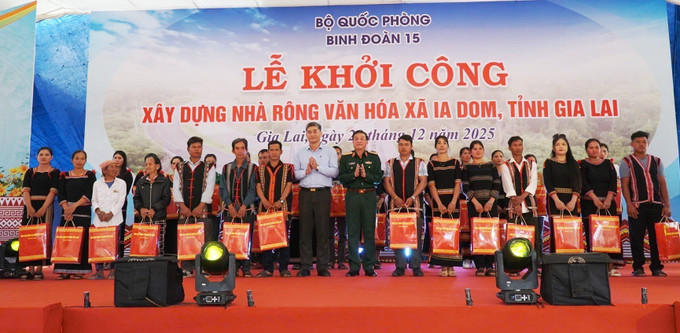 BỘ QUỐC PHÒNG
BINH ĐOÀN 15
LỄ KHỞI CÔNG
XÂY DỰNG NHÀ RÔNG VĂN HÓA XÃ IA DOM, TỈNH GIA LAI
Gia Lai, ngày tháng 12 năm 2025